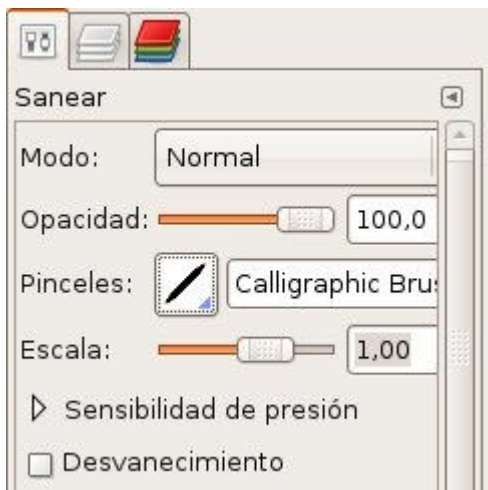 Sanear
Modo: Normal
Opacidad: 100,0
Pinceles: Calligraphic Brus
Escala: 1,00
Sensibilidad de presión
Desvanecimiento